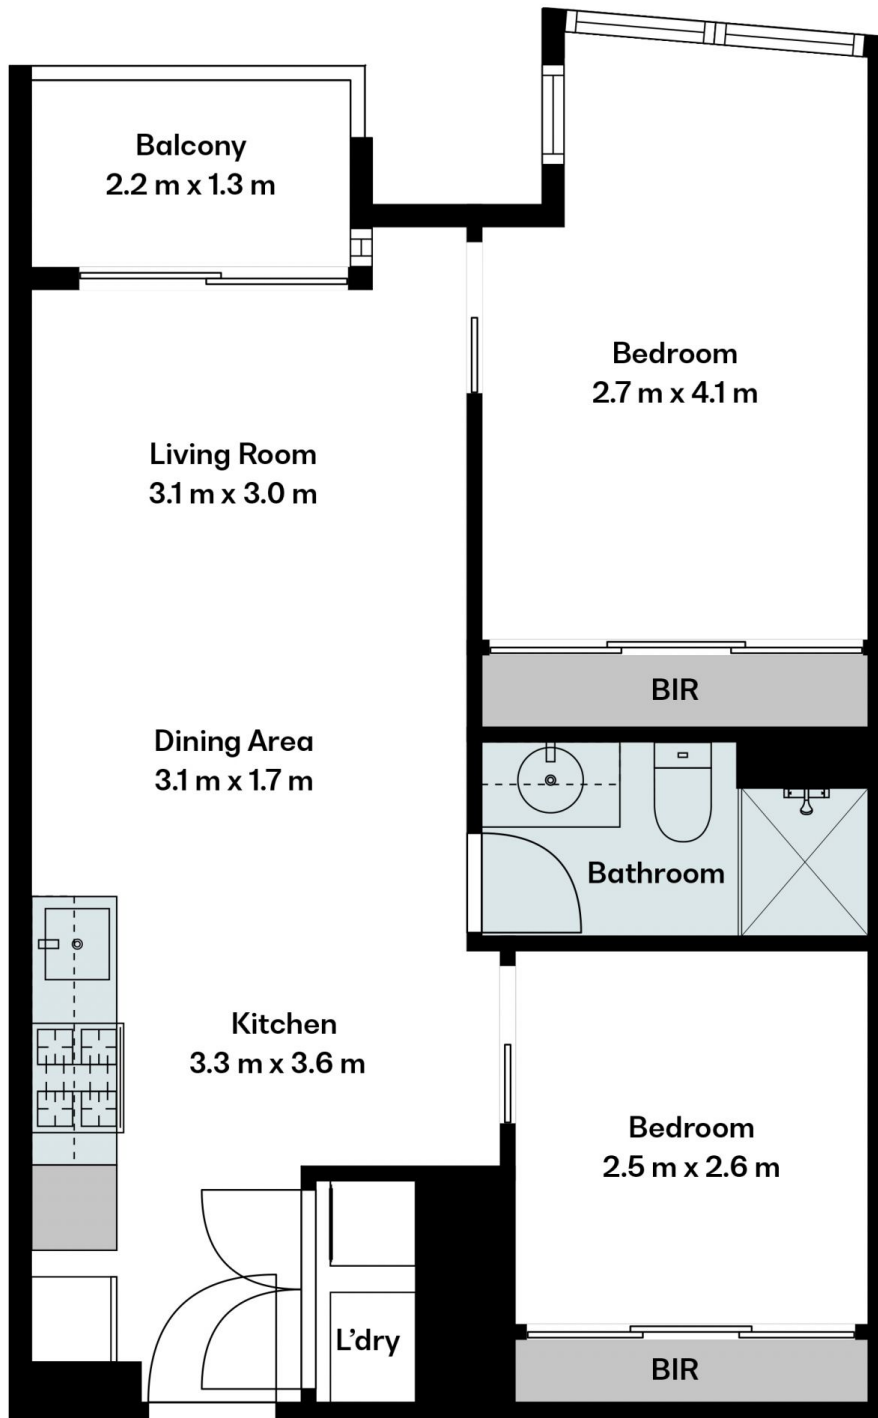 Balcony
2.2 m x 1.3 m
Bedroom
2.7 m x 4.1 m
Living Room
3.1 m x 3.0 m
BIR
Dining Area
3.1 m x 1.7 m
Bathroom
Kitchen
3.3 m x 3.6 m
Bedroom
2.5 m x 2.6 m
L'dry
BIR